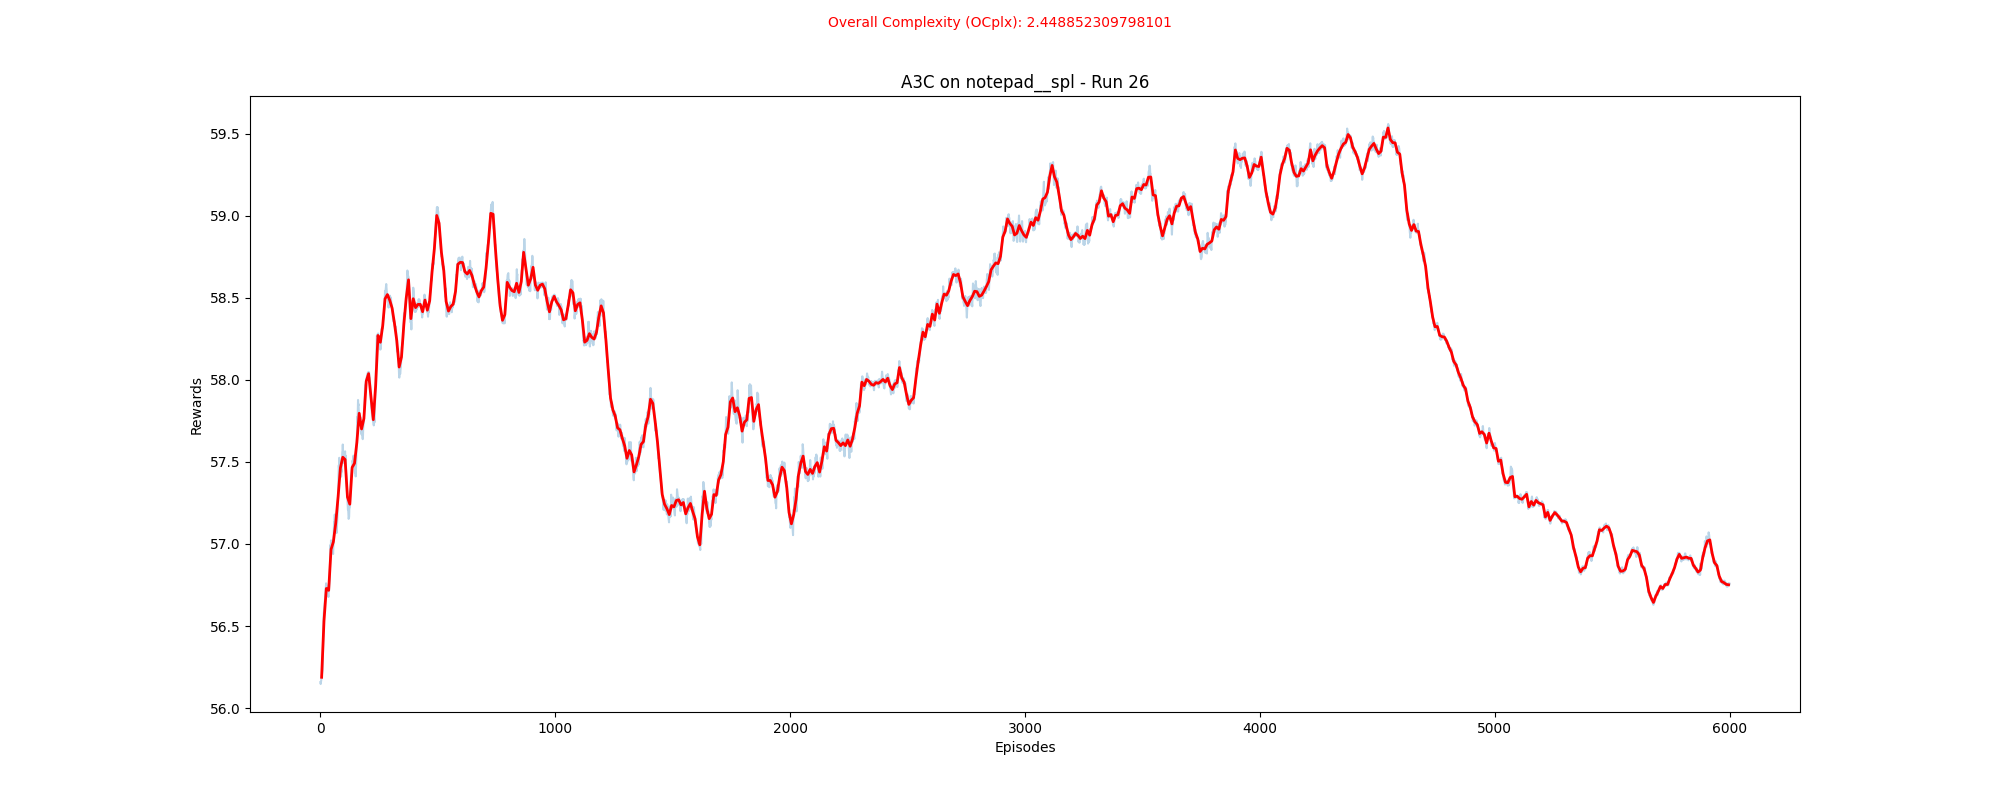 Overall Complexity (OCplx): 2.448852309798101
A3C on notepad__spl - Run 26
59.5
59.0
58.5
58.0
57.5
57.0
56.5
56.0
Rewards
0 1000 2000 3000 4000 5000 6000
Episodes